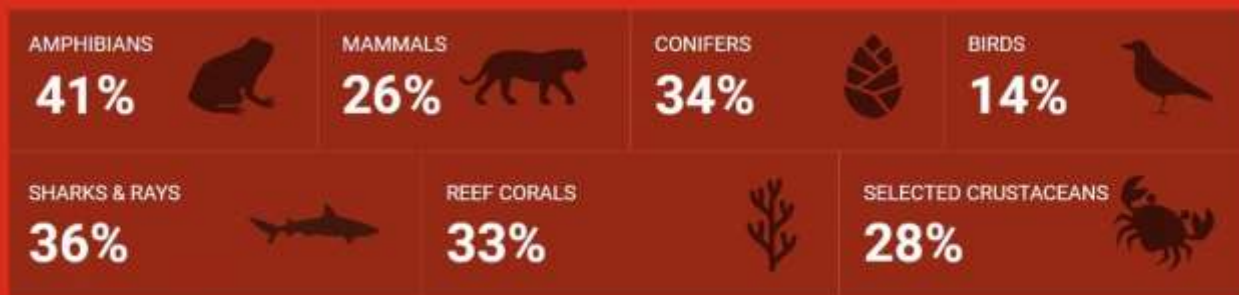 AMPHIBIANS
41%
MAMMALS
26%
CONIFERS
34%
BIRDS
14%
SHARKS & RAYS
36%
REEF CORALS
33%
SELECTED CRUSTACEANS
28%